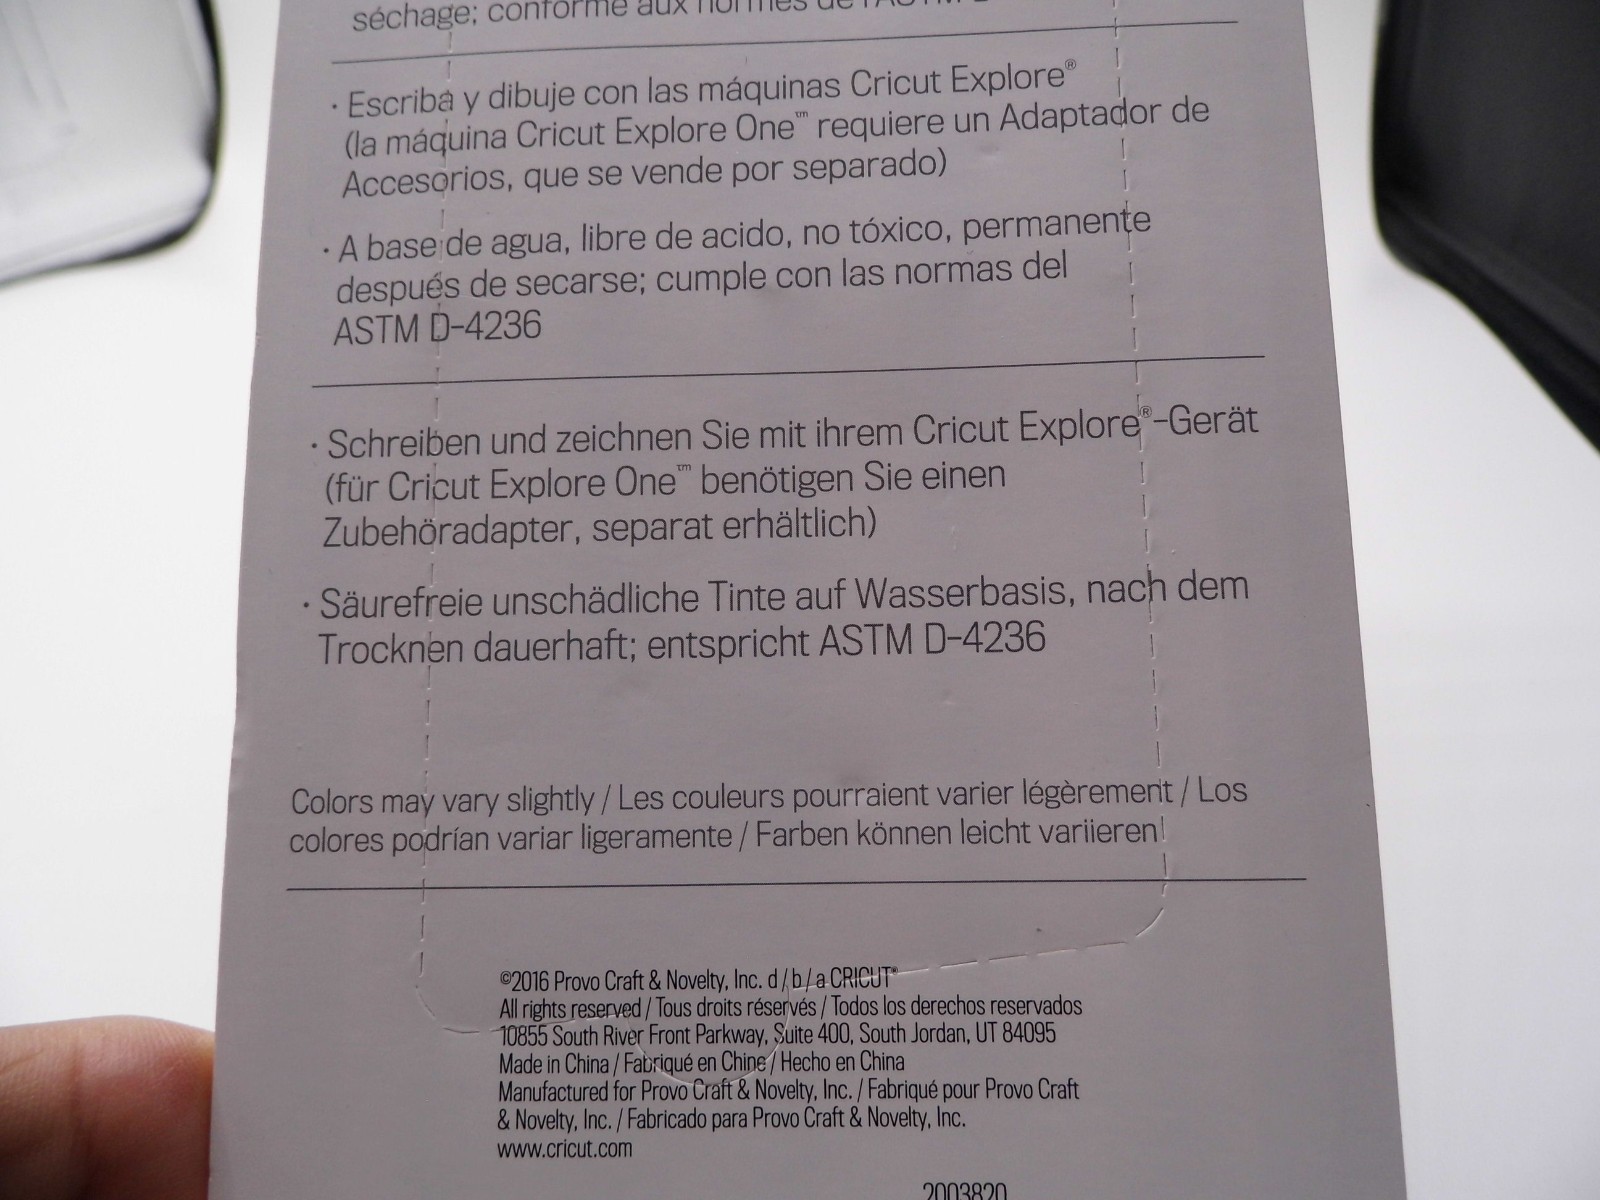 séchage; conforme aux normes de l'ASTM D
· Escriba y dibuje con las máquinas Cricut Explore®
(la máquina Cricut Explore One™ requiere un Adaptador de
Accesorios, que se vende por separado)
· A base de agua, libre de acido, no tóxico, permanente
después de secarse; cumple con las normas del
ASTM D-4236
· Schreiben und zeichnen Sie mit ihrem Cricut Explore®-Gerät
(für Cricut Explore One™ benötigen Sie einen
Zubehöradapter, separat erhältlich)
· Säurefreie unschädliche Tinte auf Wasserbasis, nach dem
Trocknen dauerhaft; entspricht ASTM D-4236
Colors may vary slightly / Les couleurs pourraient varier légèrement / Los
colores podrían variar ligeramente / Farben können leicht variieren
©2016 Provo Craft & Novelty, Inc. d/b/a CRICUT®
All rights reserved / Tous droits réservés / Todos los derechos reservados
10855 South River Front Parkway, Suite 400, South Jordan, UT 84095
Made in China / Fabriqué en Chine / Hecho en China
Manufactured for Provo Craft & Novelty, Inc. / Fabriqué pour Provo Craft
& Novelty, Inc. / Fabricado para Provo Craft & Novelty, Inc.
www.cricut.com
2003820